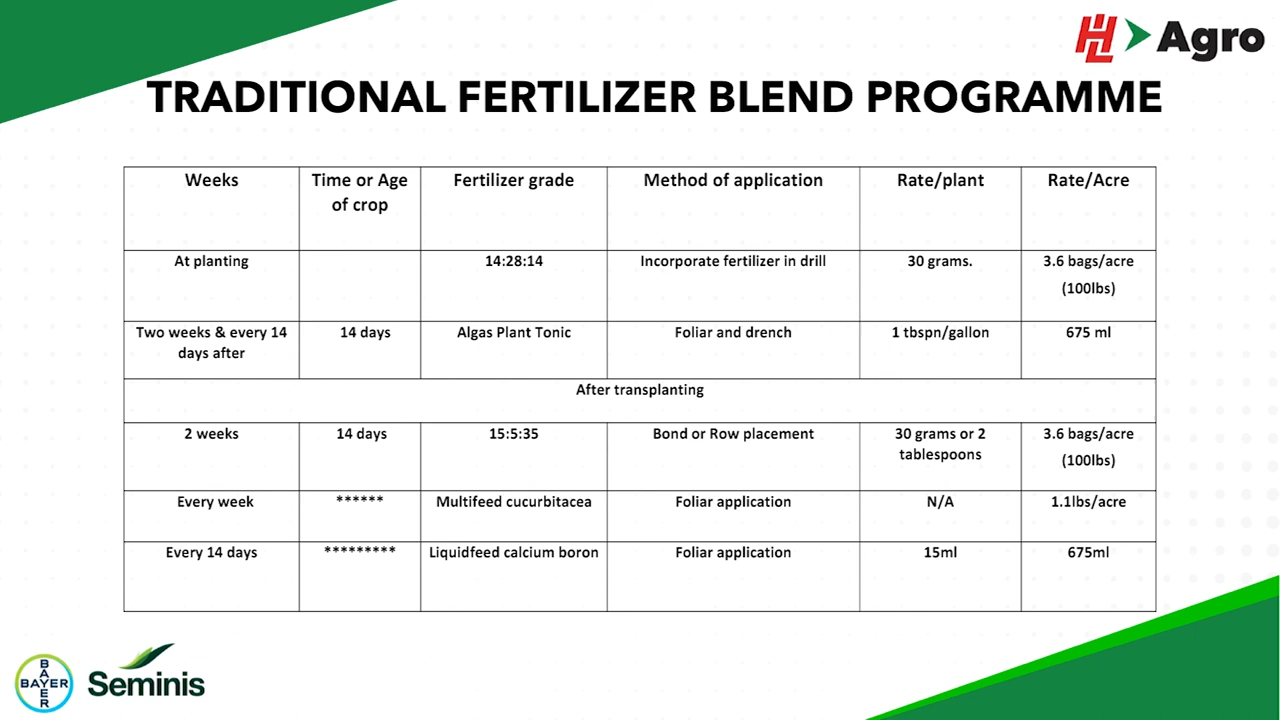 HL Agro
TRADITIONAL FERTILIZER BLEND PROGRAMME
Weeks
Time or Age
of crop
Fertilizer grade
Method of application
Rate/plant
Rate/Acre
At planting
14:28:14
Incorporate fertilizer in drill
30 grams.
3.6 bags/acre
(100lbs)
Two weeks & every 14
days after
14 days
Algas Plant Tonic
Foliar and drench
1 tbspn/gallon
675 ml
After transplanting
2 weeks
14 days
15:5:35
Bond or Row placement
30 grams or 2
tablespoons
3.6 bags/acre
(100lbs)
Every week
******
Multifeed cucurbitacea
Foliar application
N/A
1.1lbs/acre
Every 14 days
*********
Liquidfeed calcium boron
Foliar application
15ml
675ml
BAYER
BAYER
Seminis